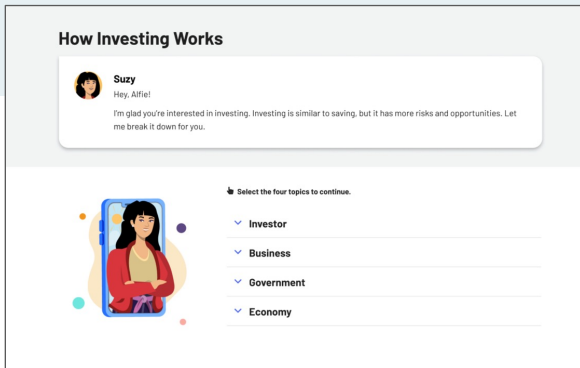 How Investing Works
Suzy
Hey, Alfie!
I'm glad you're interested in investing. Investing is similar to saving, but it has more risks and opportunities. Let
me break it down for you.
Select the four topics to continue.
Investor
Business
Government
Economy